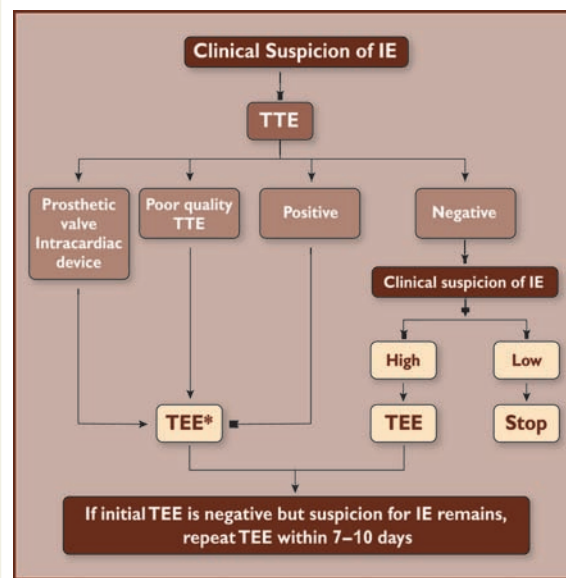 Clinical Suspicion of IE
TTE
Prosthetic
valve
Intracardiac
device
Poor quality
TTE
Positive
Negative
Clinical suspicion of IE
High
Low
TEE*
TEE
Stop
If initial TEE is negative but suspicion for IE remains,
repeat TEE within 7–10 days